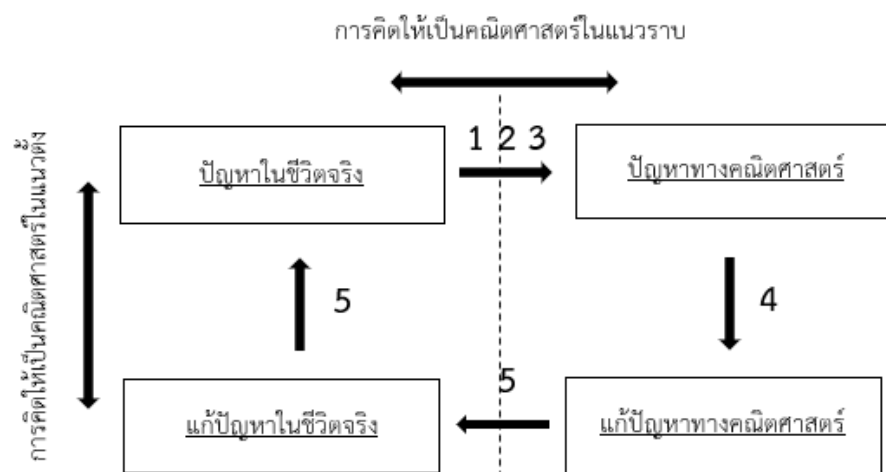 การคิดให้เป็นคณิตศาสตร์ในแนวราบ
การคิดให้เป็นคณิตศาสตร์ในแนวตั้ง
ปัญหาในชีวิตจริง
1 2 3
ปัญหาทางคณิตศาสตร์
5
4
แก้ปัญหาในชีวิตจริง
5
แก้ปัญหาทางคณิตศาสตร์